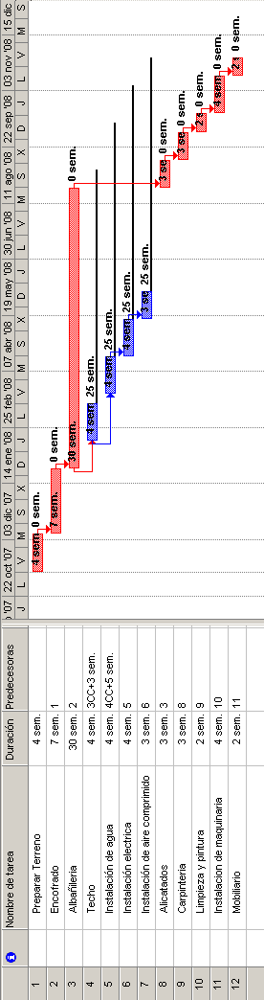 Nombre de tarea Duración Predecesoras '07 22 oct '07 03 dic '07 14 ene '08 25 feb '08 07 abr '08 19 may '08 30 jun '08 11 ago '08 22 sep '08 03 nov '08 15 dic
J L V M S X D J L V M S X D J L V M S X D J L V M S
1 Preparar Terreno 4 sem. 4 sem 0 sem.
2 Encofrado 7 sem. 1 7 sem. 0 sem.
3 Albañileria 30 sem. 2 30 sem. 0 sem.
4 Techo 4 sem. 3CC+3 sem. 4 sem 25 sem.
5 Instalación de agua 4 sem. 4CC+5 sem. 4 sem 25 sem.
6 Instalación electrica 4 sem. 5 4 sem 25 sem.
7 Instalación de aire comprimido 3 sem. 6 3 se 25 sem.
8 Alicatados 3 sem. 3 3 se 0 sem.
9 Carpinteria 3 sem. 8 3 se 0 sem.
10 Limpieza y pintura 2 sem. 9 2 s 0 sem.
11 Instalacion de maquinaria 4 sem. 10 4 sem 0 sem.
12 Mobiliario 2 sem. 11 2 s 0 sem.